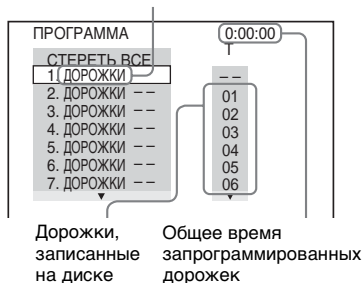 ПРОГРАММА 0:00:00
СТЕРЕТЬ ВСЕ
1. ДОРОЖКИ – –
2. ДОРОЖКИ – – 01
3. ДОРОЖКИ – – 02
4. ДОРОЖКИ – – 03
5. ДОРОЖКИ – – 04
6. ДОРОЖКИ – – 05
7. ДОРОЖКИ – – 06
Дорожки, записанные на диске
Общее время запрограммированных дорожек